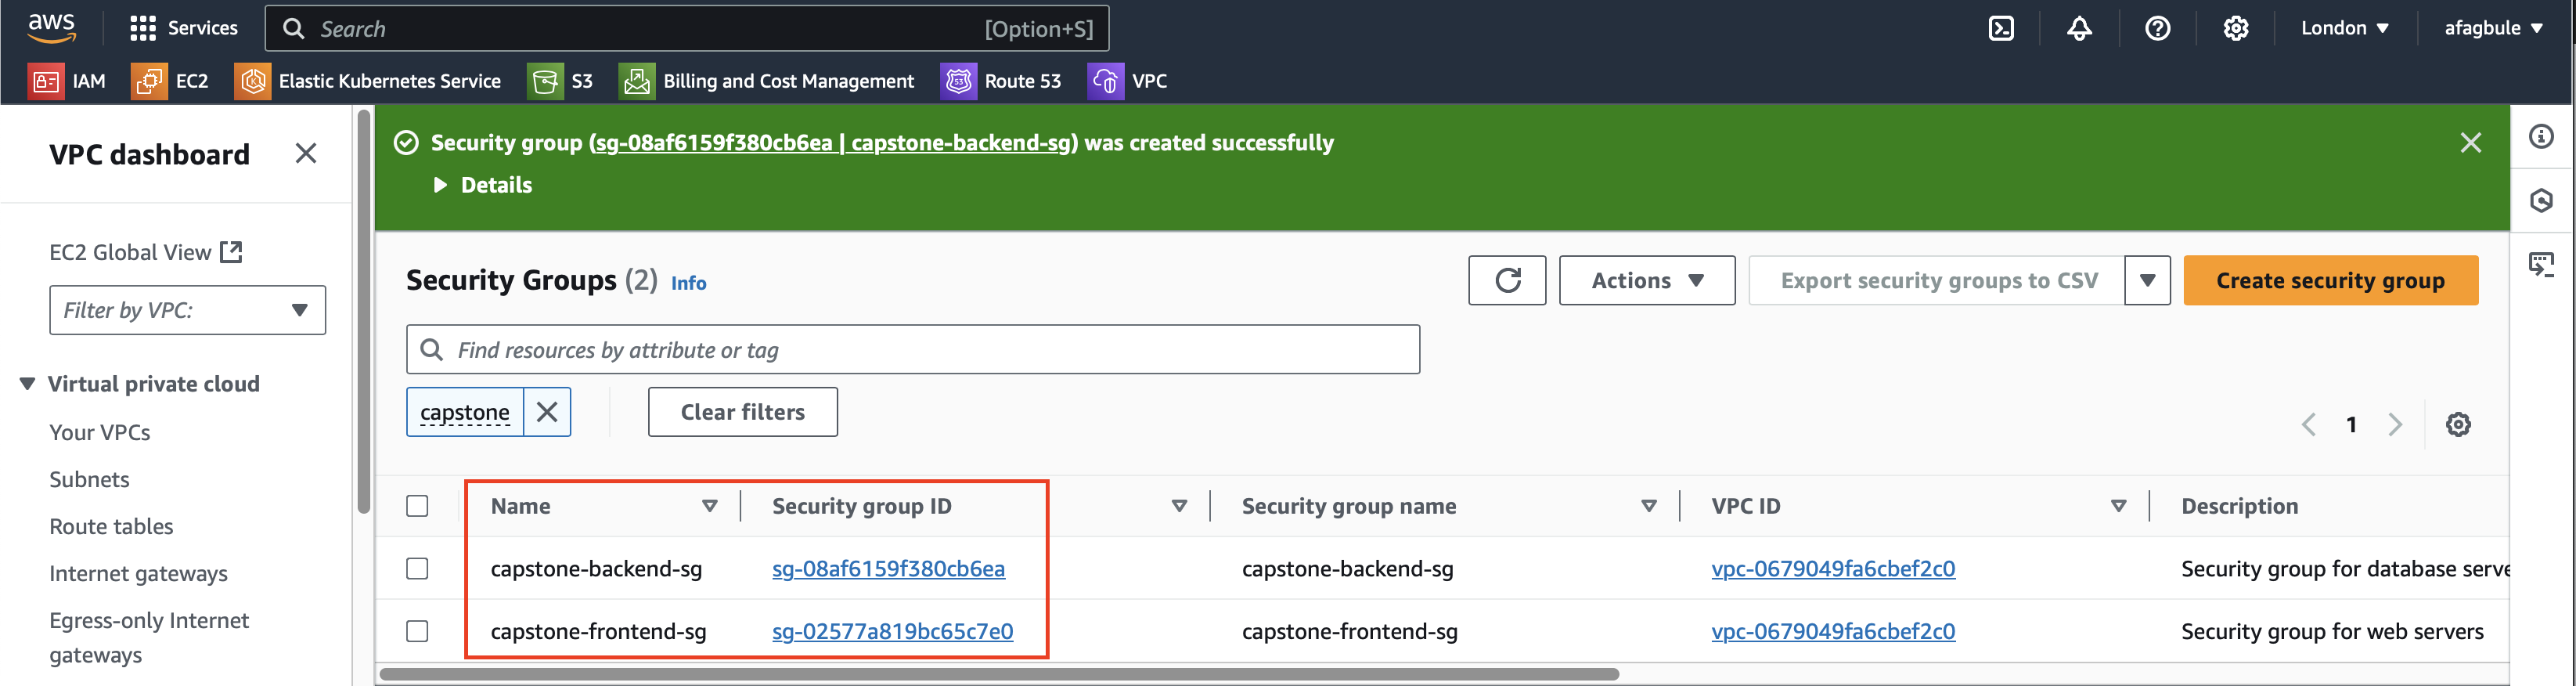 aws
Services
Search
[Option+S]
London
afagbule
IAM
EC2
Elastic Kubernetes Service
S3
Billing and Cost Management
53
Route 53
VPC
VPC dashboard
EC2 Global View
Filter by VPC:
Virtual private cloud
Your VPCs
Subnets
Route tables
Internet gateways
Egress-only Internet
gateways
Security group (sg-08af6159f380cb6ea | capstone-backend-sg) was created successfully
Details
Security Groups (2) Info
Actions
Export security groups to CSV
Create security group
Find resources by attribute or tag
capstone
Clear filters
1
Name Security group ID Security group name VPC ID Description
capstone-backend-sg sg-08af6159f380cb6ea capstone-backend-sg vpc-0679049fa6cbef2c0 Security group for database serve
capstone-frontend-sg sg-02577a819bc65c7e0 capstone-frontend-sg vpc-0679049fa6cbef2c0 Security group for web servers